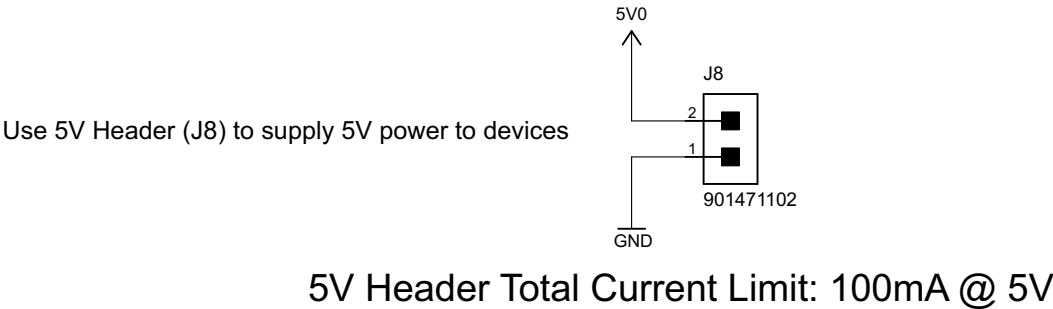 5V0
J8
Use 5V Header (J8) to supply 5V power to devices
2
1
901471102
GND
5V Header Total Current Limit: 100mA @ 5V